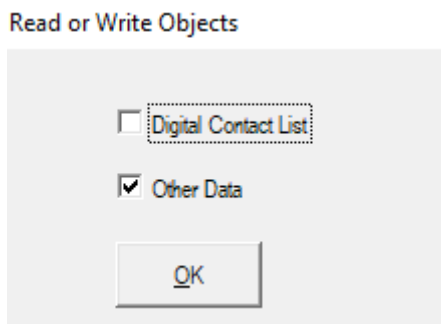 Read or Write Objects
Digital Contact List
Other Data
OK